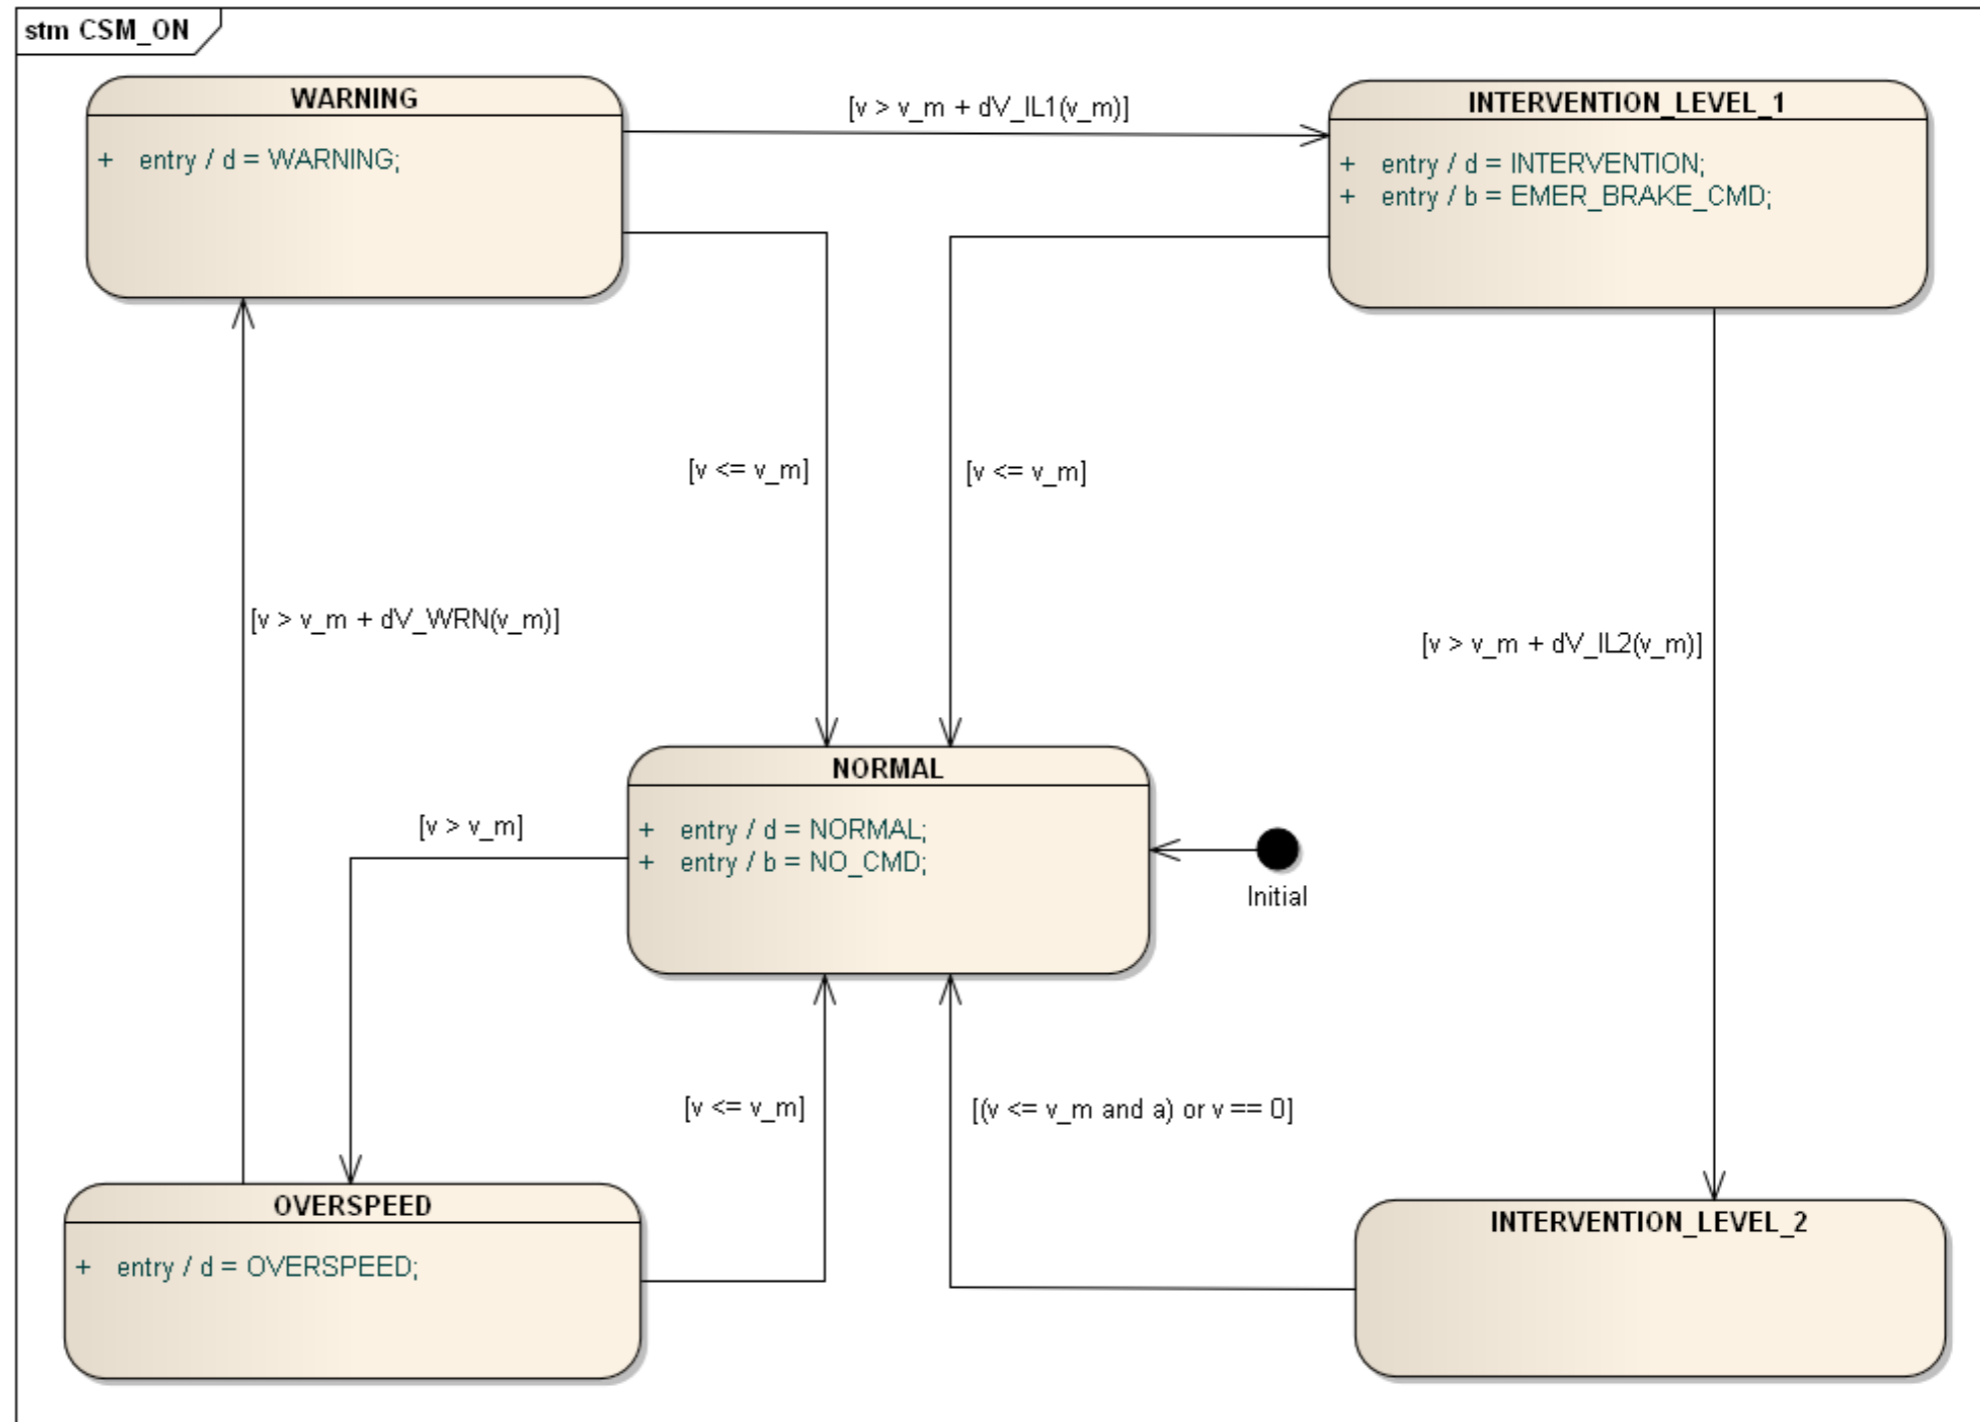 stm CSM_ON
WARNING
+ entry / d = WARNING;
[v > v_m + dV_IL1(v_m)]
INTERVENTION_LEVEL_1
+ entry / d = INTERVENTION;
+ entry / b = EMER_BRAKE_CMD;
[v <= v_m]
[v <= v_m]
[v > v_m + dV_WRN(v_m)]
[v > v_m + dV_IL2(v_m)]
NORMAL
+ entry / d = NORMAL;
+ entry / b = NO_CMD;
[v > v_m]
Initial
[v <= v_m]
[(v <= v_m and a) or v == 0]
OVERSPEED
+ entry / d = OVERSPEED;
INTERVENTION_LEVEL_2